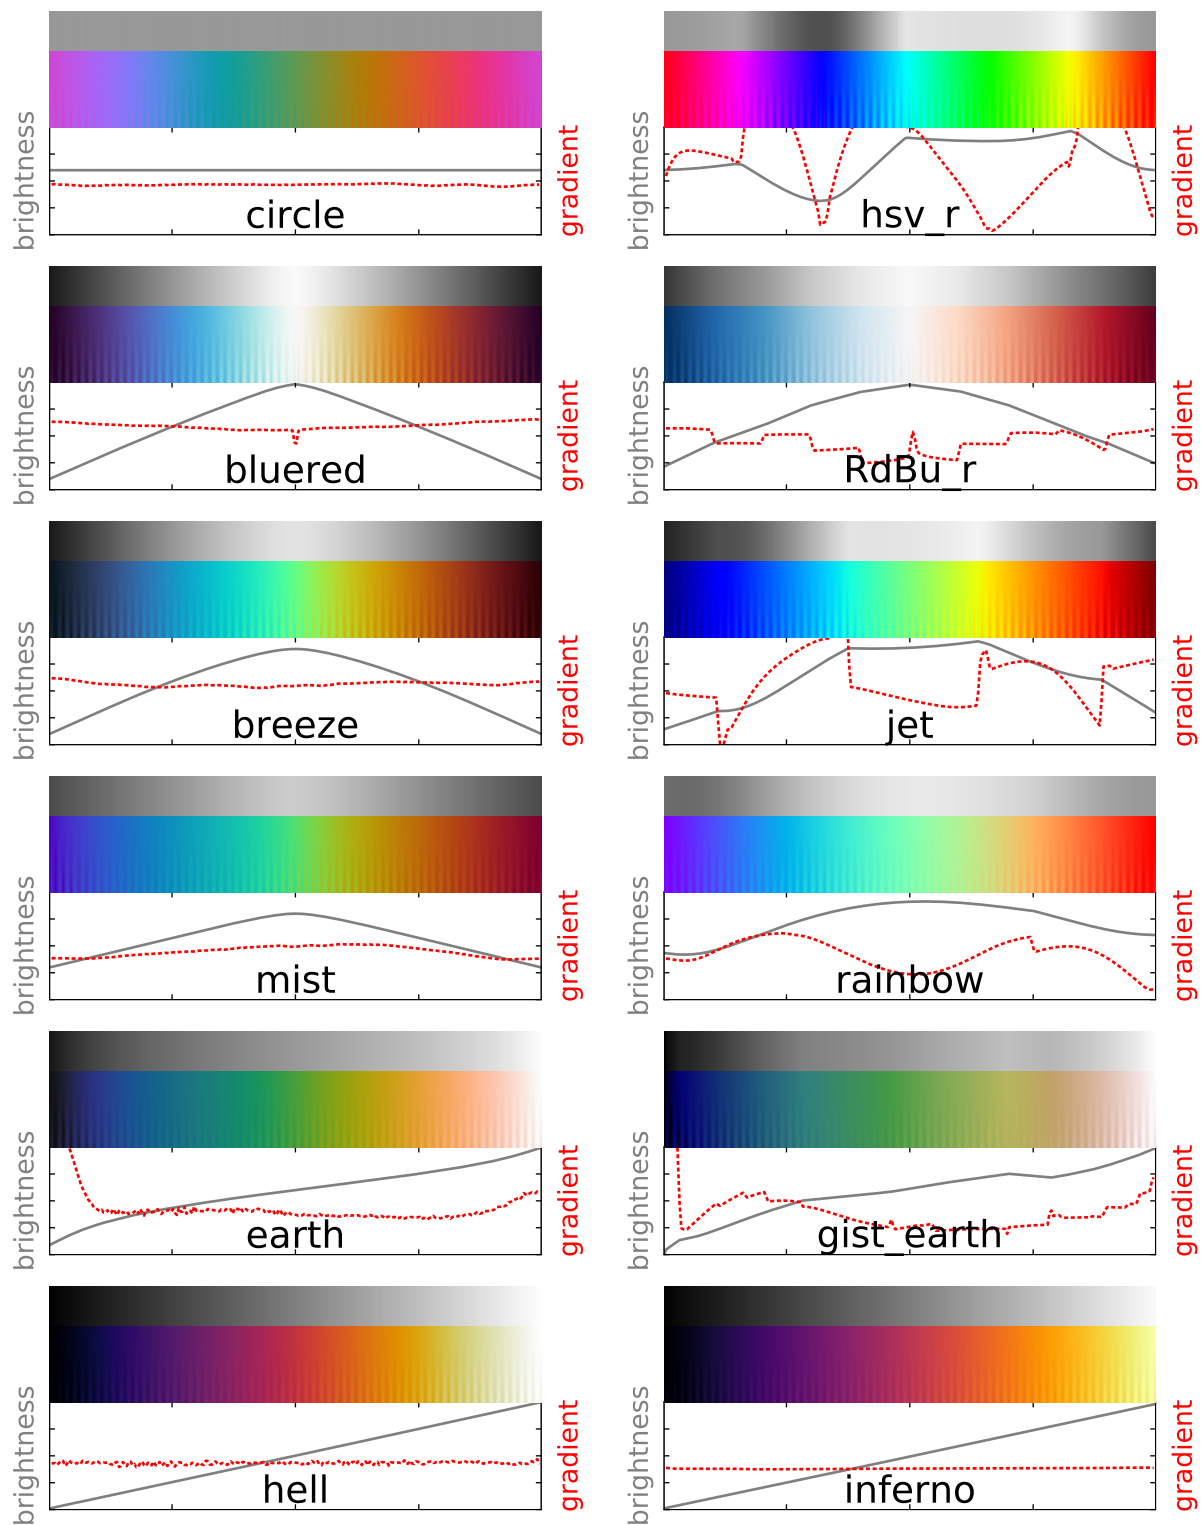 brightness
circle
gradient
brightness
hsv_r
gradient
brightness
bluered
gradient
brightness
RdBu_r
gradient
brightness
breeze
gradient
brightness
jet
gradient
brightness
mist
gradient
brightness
rainbow
gradient
brightness
earth
gradient
brightness
gist_earth
gradient
brightness
hell
gradient
brightness
inferno
gradient